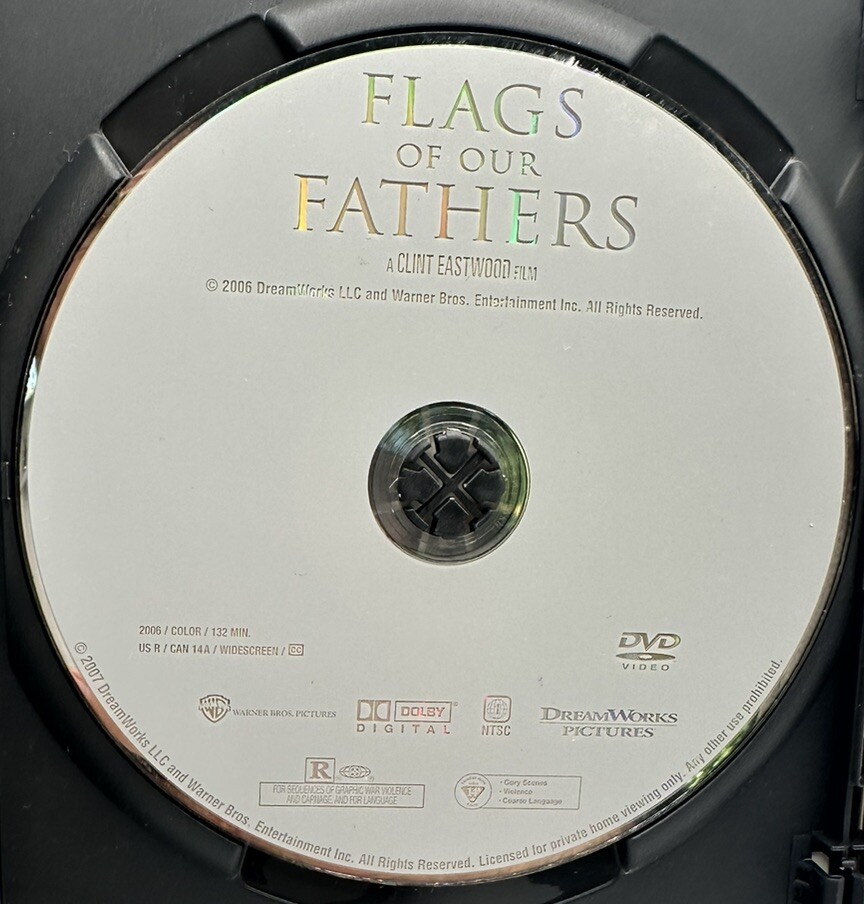 FLAGS
OF OUR
FATHERS
A CLINT EASTWOOD FILM
© 2006 DreamWorks LLC and Warner Bros. Entertainment Inc. All Rights Reserved.
2006 / COLOR / 132 MIN.
US R / CAN 14A / WIDESCREEN / CC
DVD
VIDEO
WB WARNER BROS. PICTURES
DOLBY
DIGITAL
NTSC
DREAMWORKS
PICTURES
R
FOR SEQUENCES OF GRAPHIC WAR VIOLENCE
AND CARNAGE, AND FOR LANGUAGE
· Gory Scenes
· Violence
· Coarse Language
© 2007 DreamWorks LLC and Warner Bros. Entertainment Inc. All Rights Reserved. Licensed for private home viewing only. Any other use prohibited.